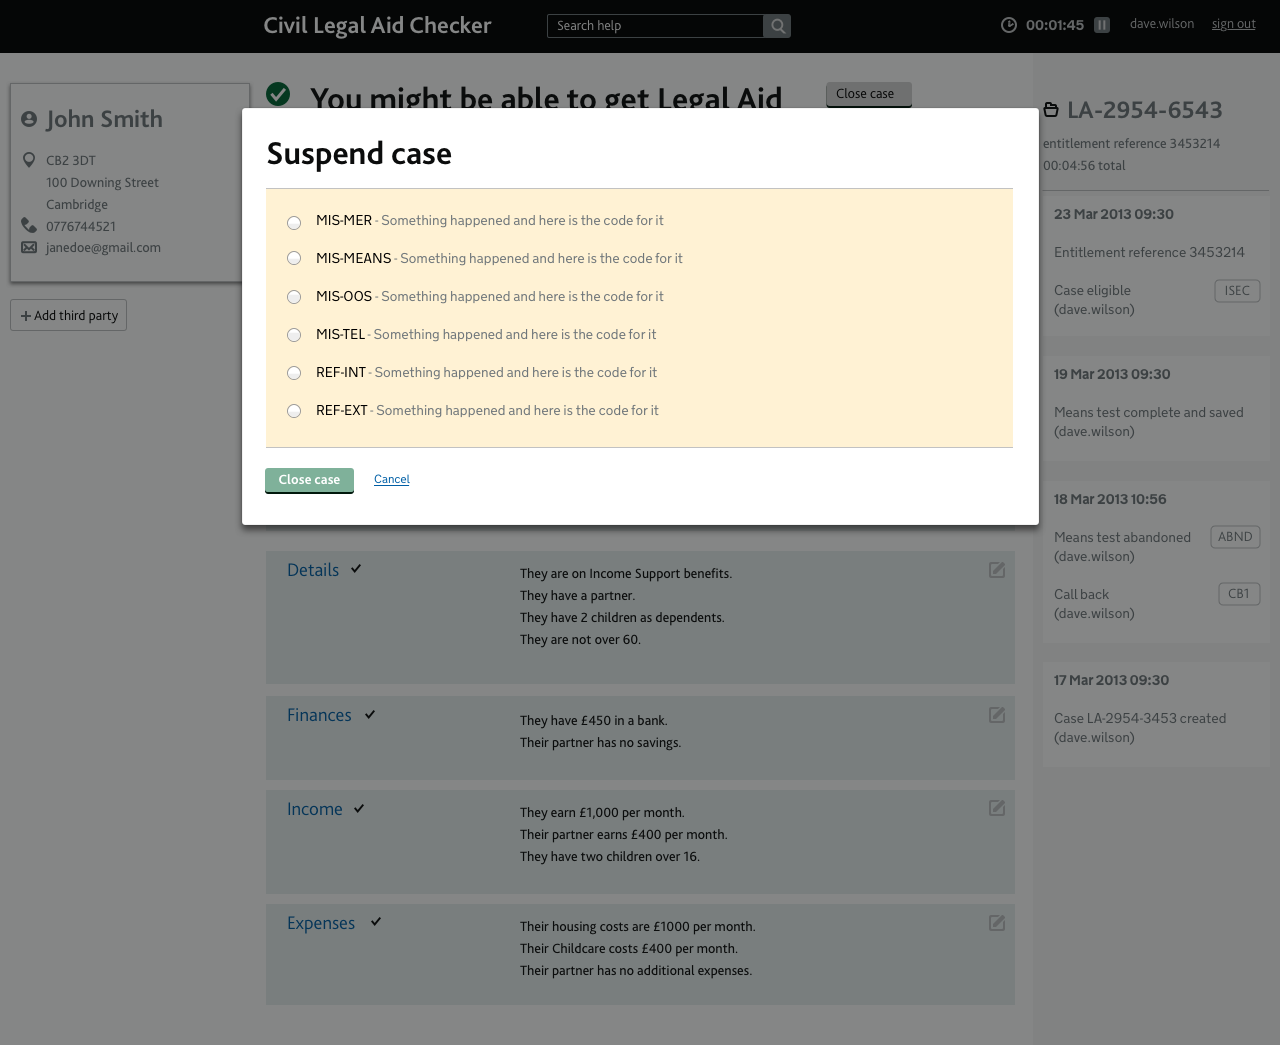 Civil Legal Aid Checker
Search help
00:01:45
dave.wilson
sign out
John Smith
CB2 3DT
100 Downing Street
Cambridge
0776744521
janedoe@gmail.com
Add third party
You might be able to get Legal Aid
Close case
Suspend case
MIS-MER - Something happened and here is the code for it
MIS-MEANS - Something happened and here is the code for it
MIS-OOS - Something happened and here is the code for it
MIS-TEL - Something happened and here is the code for it
REF-INT - Something happened and here is the code for it
REF-EXT - Something happened and here is the code for it
Close case
Cancel
Details
They are on Income Support benefits.
They have a partner.
They have 2 children as dependents.
They are not over 60.
Finances
They have £450 in a bank.
Their partner has no savings.
Income
They earn £1,000 per month.
Their partner earns £400 per month.
They have two children over 16.
Expenses
Their housing costs are £1000 per month.
Their Childcare costs £400 per month.
Their partner has no additional expenses.
LA-2954-6543
entitlement reference 3453214
00:04:56 total
23 Mar 2013 09:30
Entitlement reference 3453214
Case eligible
(dave.wilson)
ISEC
19 Mar 2013 09:30
Means test complete and saved
(dave.wilson)
18 Mar 2013 10:56
Means test abandoned
(dave.wilson)
ABND
Call back
(dave.wilson)
CB1
17 Mar 2013 09:30
Case LA-2954-3453 created
(dave.wilson)